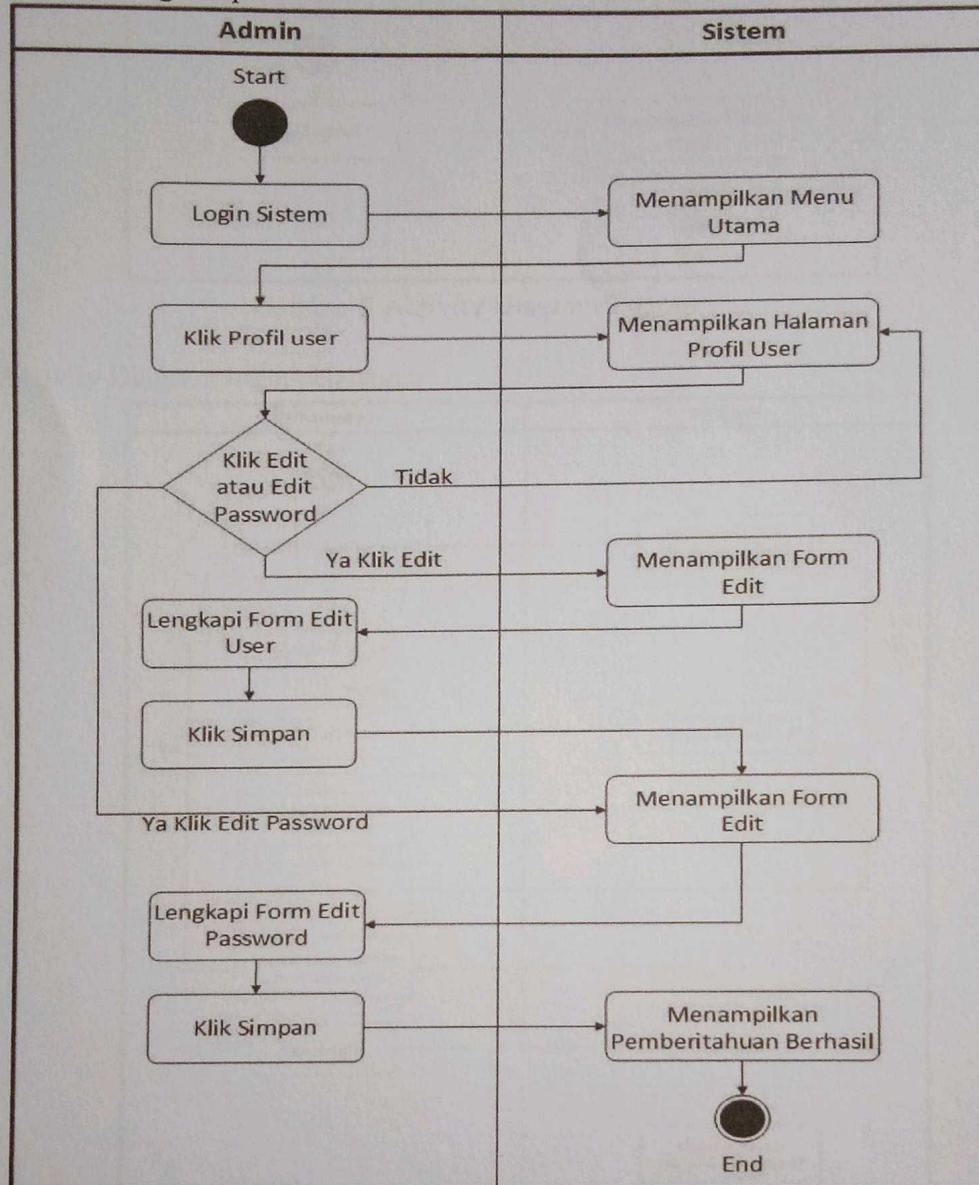 Admin
Sistem
Start
Login Sistem
Menampilkan Menu
Utama
Klik Profil user
Menampilkan Halaman
Profil User
Klik Edit
atau Edit
Password
Tidak
Ya Klik Edit
Menampilkan Form
Edit
Lengkapi Form Edit
User
Klik Simpan
Menampilkan Form
Edit
Ya Klik Edit Password
Lengkapi Form Edit
Password
Klik Simpan
Menampilkan
Pemberitahuan Berhasil
End